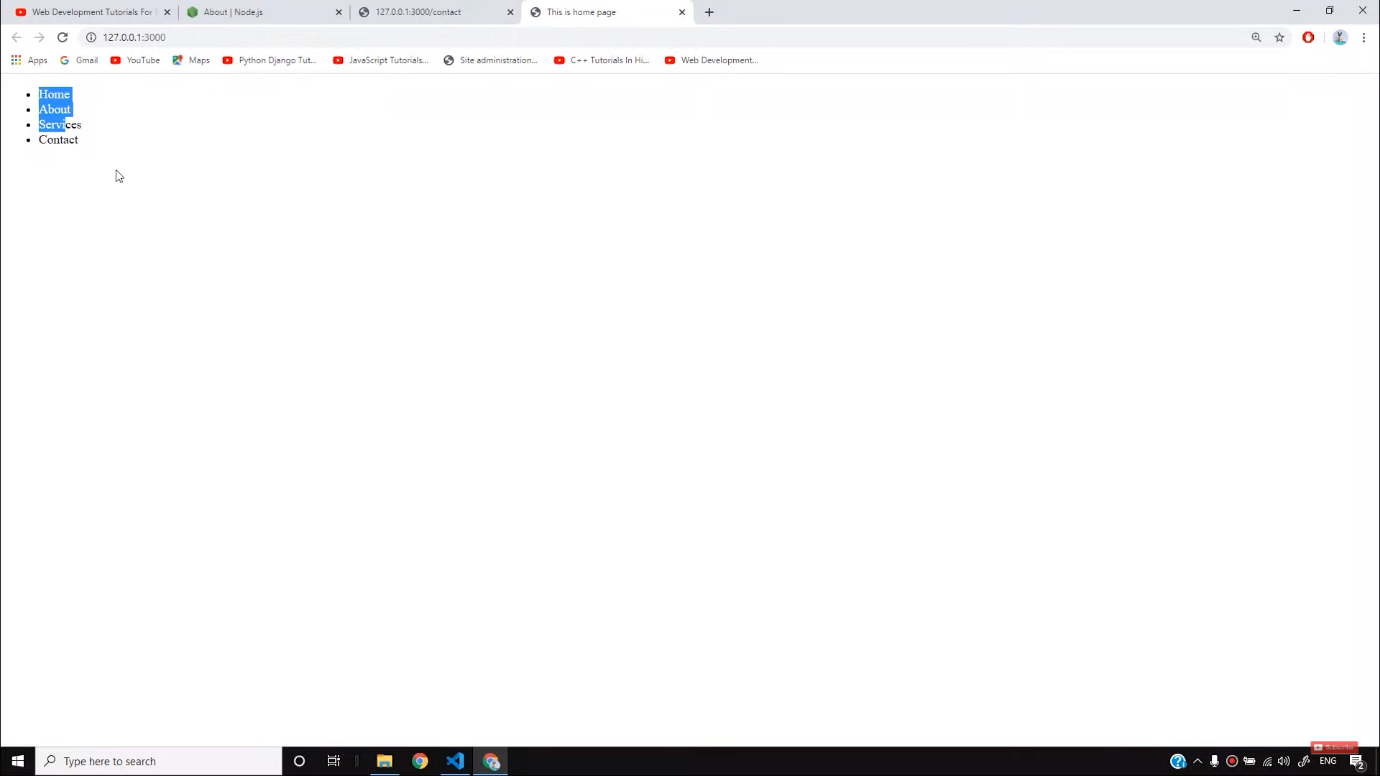 Web Development Tutorials For
About | Node.js
127.0.0.1:3000/contact
This is home page
127.0.0.1:3000
Apps
Gmail
YouTube
Maps
Python Django Tut...
JavaScript Tutorials...
Site administration...
C++ Tutorials In Hi...
Web Development...
Home
About
Services
Contact
Subscribe
Type here to search
ENG
2